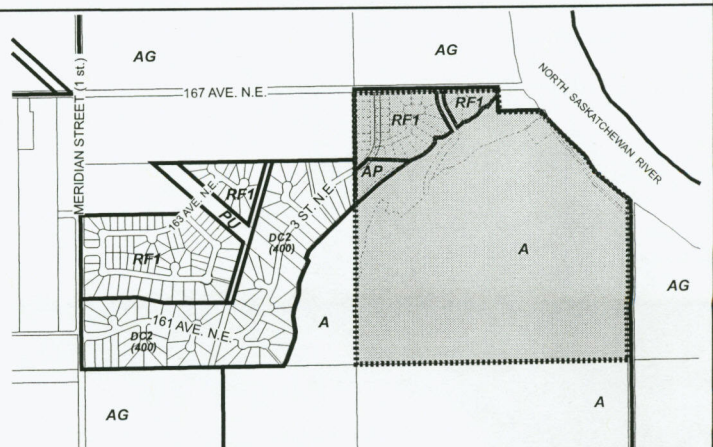 AG
AG
MERIDIAN STREET (1 st.)
167 AVE. N.E.
NORTH SASKATCHEWAN RIVER
RF1
RF1
AP
RF1
163 AVE. N.E.
PU
3 ST. N.E.
DC2
(400)
RF1
A
AG
A
161 AVE. N.E.
DC2
(400)
AG
A